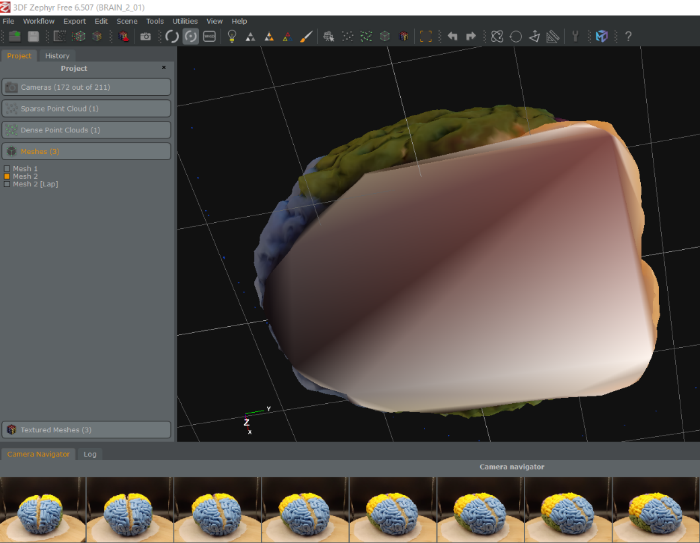 3DF Zephyr Free 6.507 (BRAIN_2_01)
File Workflow Export Edit Scene Tools Utilities View Help
Project History
Project
Cameras (172 out of 211)
Sparse Point Cloud (1)
Dense Point Clouds (1)
Meshes (3)
Mesh 1
Mesh 2
Mesh 2 [Lap]
Y
Z
X
Textured Meshes (3)
Camera Navigator Log
Camera navigator